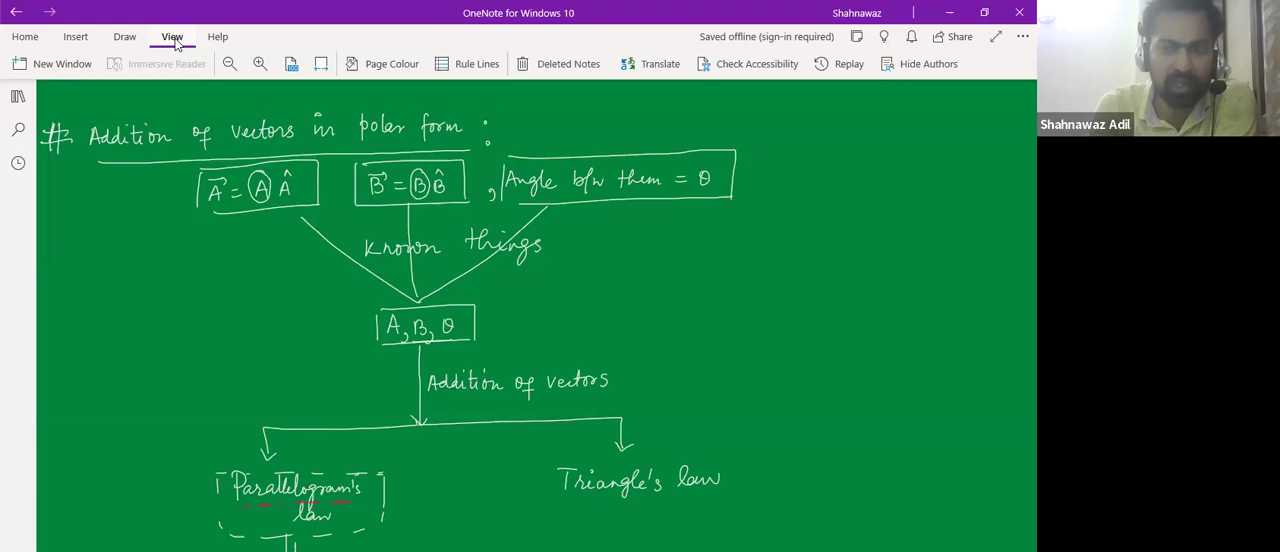 OneNote for Windows 10
Shahnawaz
Home Insert Draw View Help
Saved offline (sign in required) Share
New Window Immersive Reader Page Colour Rule Lines Deleted Notes Translate Check Accessibility Replay Hide Authors
Shahnawaz Adil
# Addition of vectors in polar form :
A⃗ = A Â B⃗ = B B̂ , Angle b/w them = θ
Known things
A, B, θ
Addition of vectors
Parallelogram's Triangle's law
law